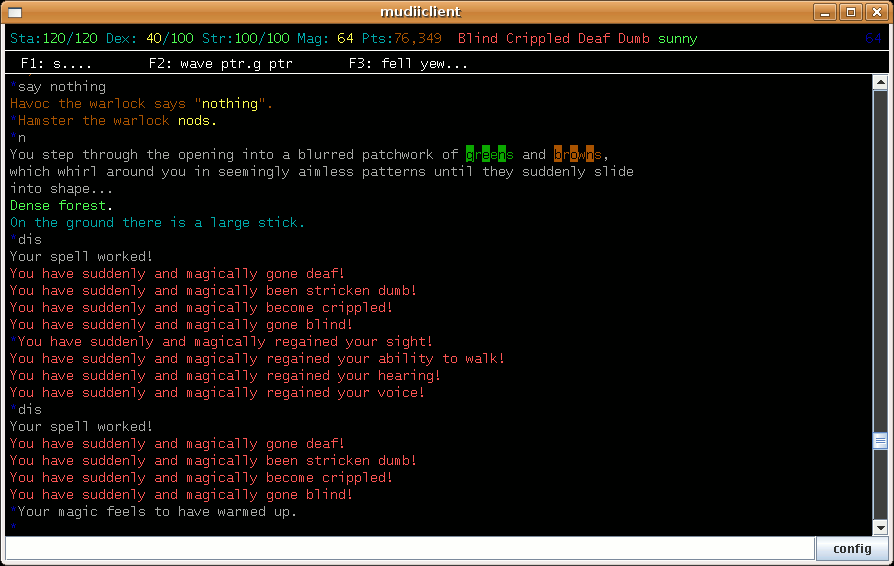 mudiiclient
Sta:120/120 Dex: 40/100 Str:100/100 Mag: 64 Pts:76,349 Blind Crippled Deaf Dumb sunny 64
F1: s.... F2: wave ptr.g ptr F3: fell yew...
*say nothing
Havoc the warlock says "nothing".
*Hamster the warlock nods.
*n
You step through the opening into a blurred patchwork of greens and browns,
which whirl around you in seemingly aimless patterns until they suddenly slide
into shape...
Dense forest.
On the ground there is a large stick.
*dis
Your spell worked!
You have suddenly and magically gone deaf!
You have suddenly and magically been stricken dumb!
You have suddenly and magically become crippled!
You have suddenly and magically gone blind!
*You have suddenly and magically regained your sight!
You have suddenly and magically regained your ability to walk!
You have suddenly and magically regained your hearing!
You have suddenly and magically regained your voice!
*dis
Your spell worked!
You have suddenly and magically gone deaf!
You have suddenly and magically been stricken dumb!
You have suddenly and magically become crippled!
You have suddenly and magically gone blind!
*Your magic feels to have warmed up.
*
config